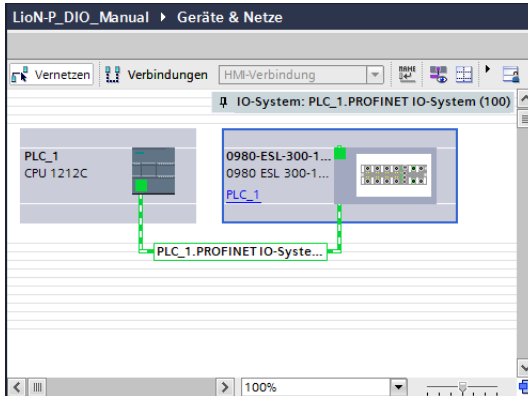 LioN-P_DIO_Manual ▸ Geräte & Netze
Vernetzen Verbindungen HMI-Verbindung
IO-System: PLC_1.PROFINET IO-System (100)
PLC_1
CPU 1212C
0980-ESL-300-1...
0980 ESL 300-1...
PLC_1
PLC_1.PROFINET IO-Syste...
100%